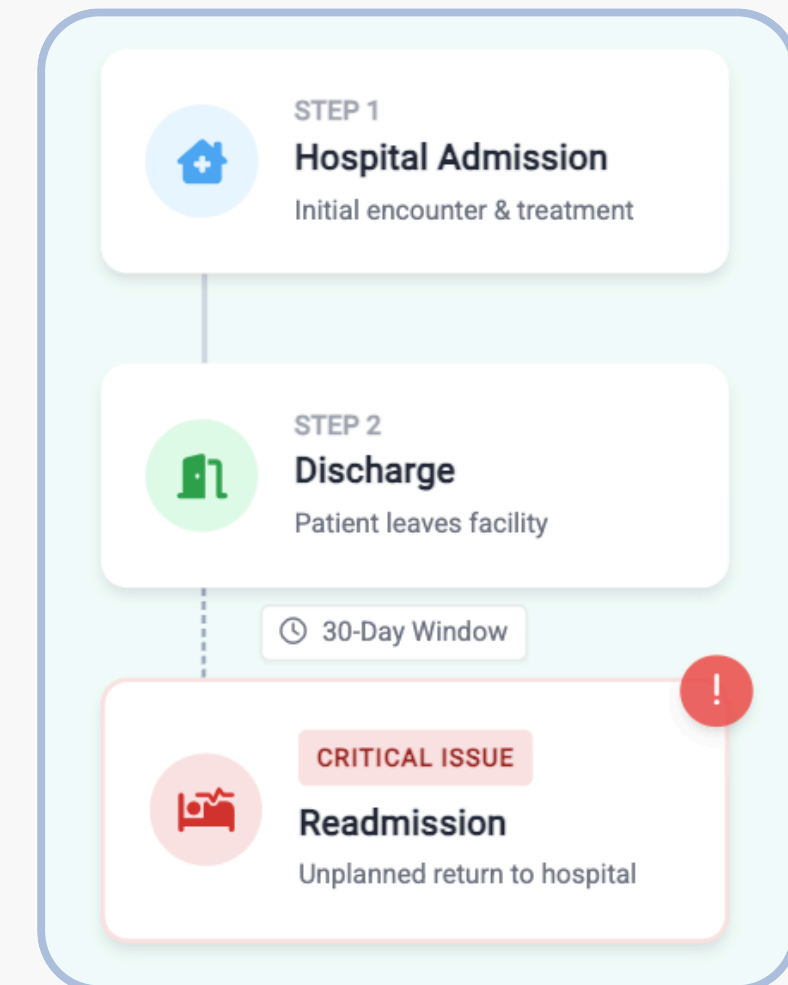 STEP 1
Hospital Admission
Initial encounter & treatment
STEP 2
Discharge
Patient leaves facility
30-Day Window
!
CRITICAL ISSUE
Readmission
Unplanned return to hospital